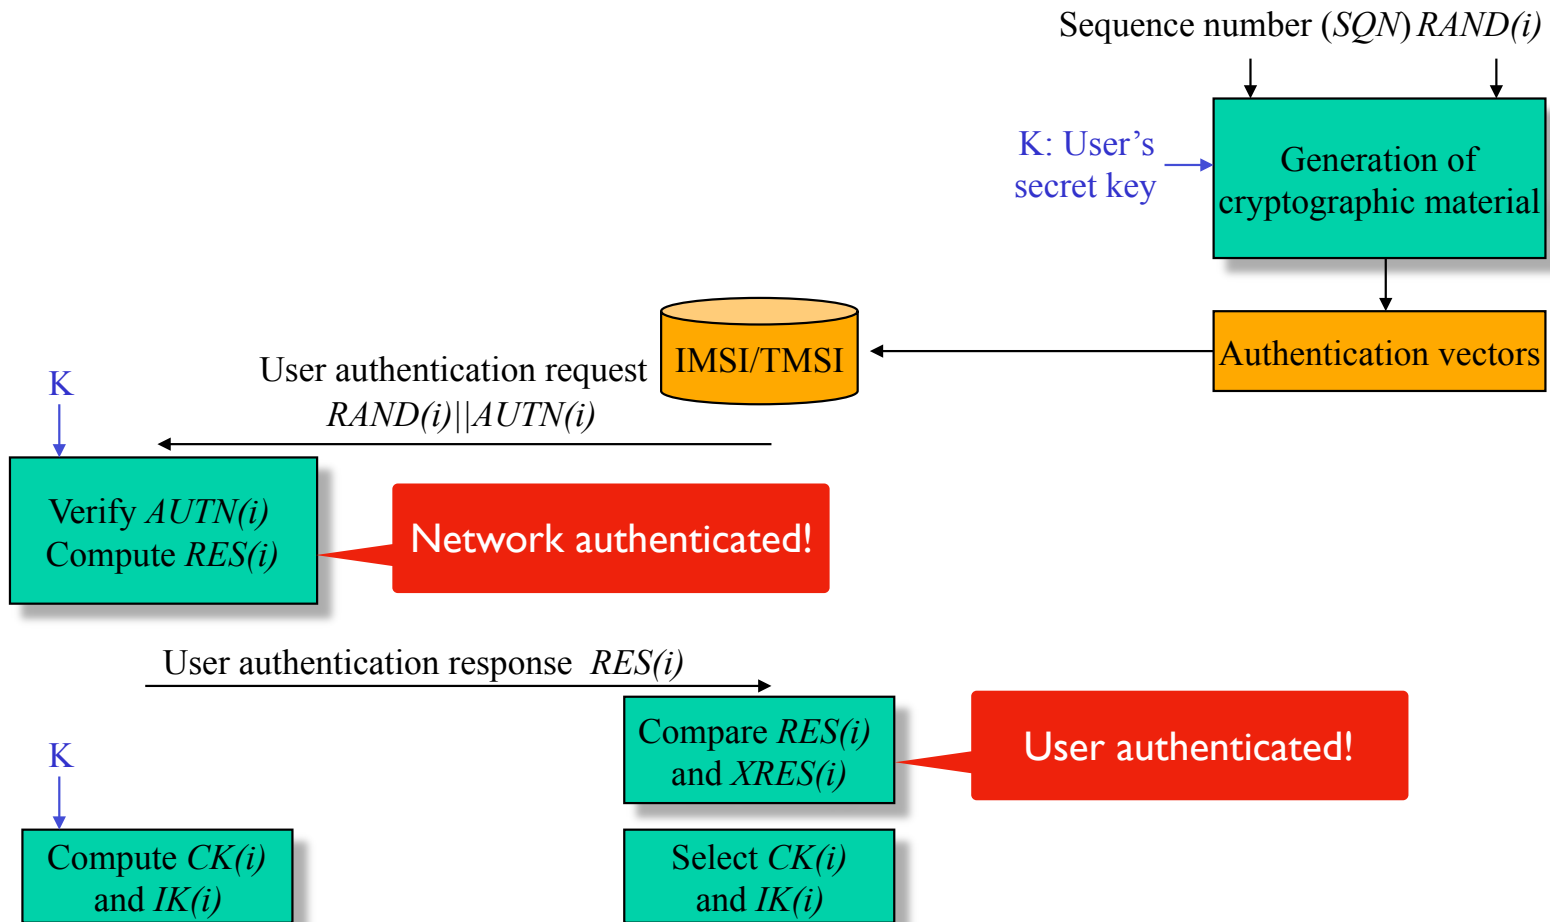 Sequence number (SQN) RAND(i)
K: User’s
secret key
Generation of
cryptographic material
Authentication vectors
IMSI/TMSI
User authentication request
RAND(i)||AUTN(i)
K
Verify AUTN(i)
Compute RES(i)
Network authenticated!
User authentication response RES(i)
Compare RES(i)
and XRES(i)
User authenticated!
K
Compute CK(i)
and IK(i)
Select CK(i)
and IK(i)